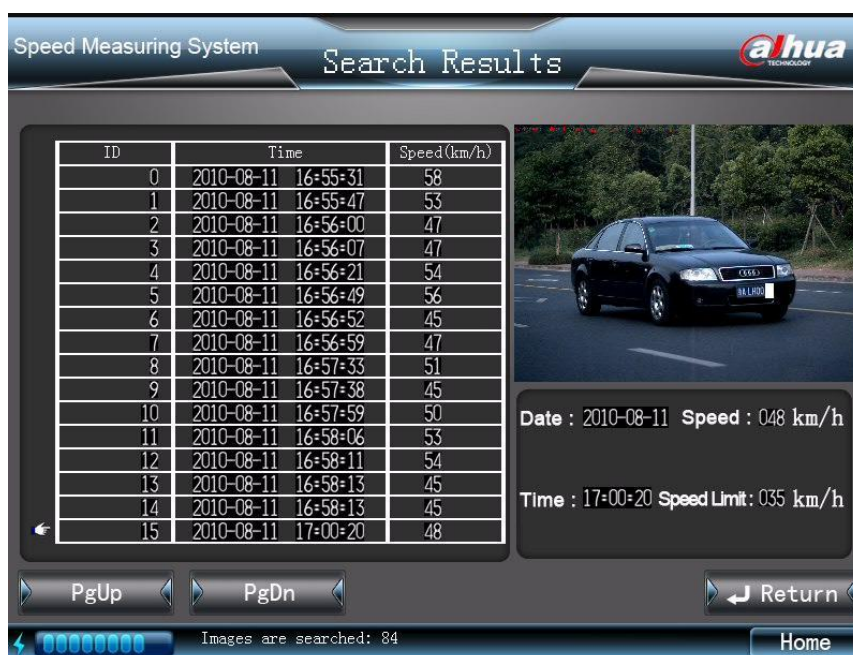 Speed Measuring System
Search Results
alhua
TECHNOLOGY
ID Time Speed(km/h)
0 2010-08-11 16:55:31 58
1 2010-08-11 16:55:47 53
2 2010-08-11 16:56:00 47
3 2010-08-11 16:56:07 47
4 2010-08-11 16:56:21 54
5 2010-08-11 16:56:49 56
6 2010-08-11 16:56:52 45
7 2010-08-11 16:56:59 47
8 2010-08-11 16:57:33 51
9 2010-08-11 16:57:38 45
10 2010-08-11 16:57:59 50
11 2010-08-11 16:58:06 53
12 2010-08-11 16:58:11 54
13 2010-08-11 16:58:13 45
14 2010-08-11 16:58:13 45
15 2010-08-11 17:00:20 48
Date : 2010-08-11 Speed : 048 km/h
Time : 17:00:20 Speed Limit : 035 km/h
PgUp PgDn Return
Images are searched: 84 Home